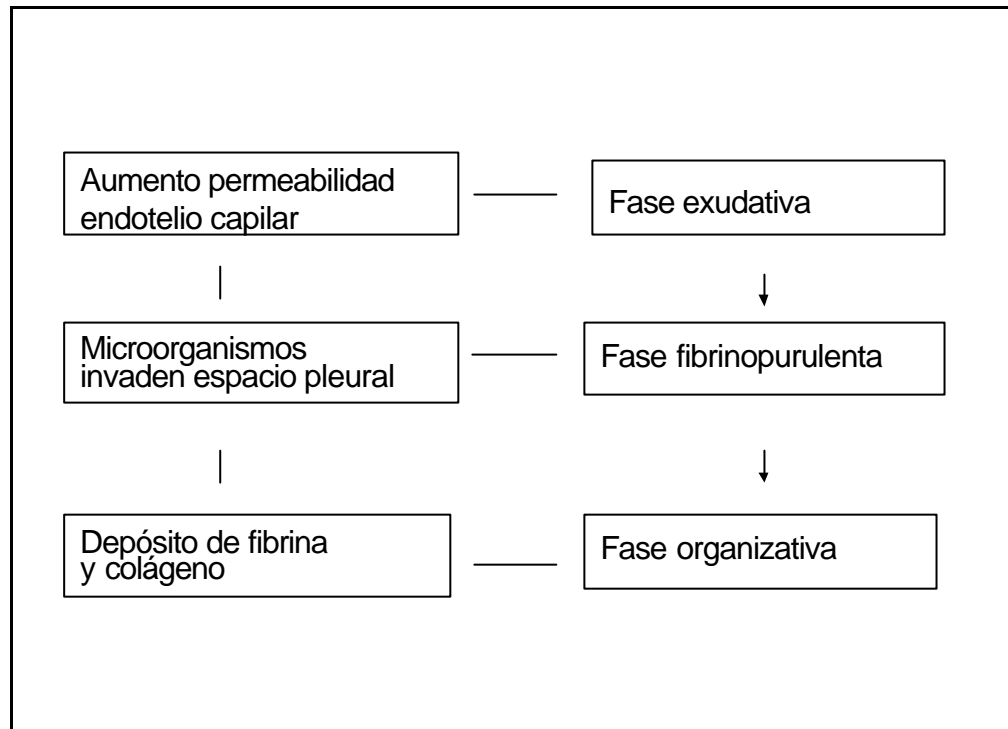 Aumento permeabilidad
endotelio capilar
Fase exudativa
Microorganismos
invaden espacio pleural
Fase fibrinopurulenta
Depósito de fibrina
y colágeno
Fase organizativa